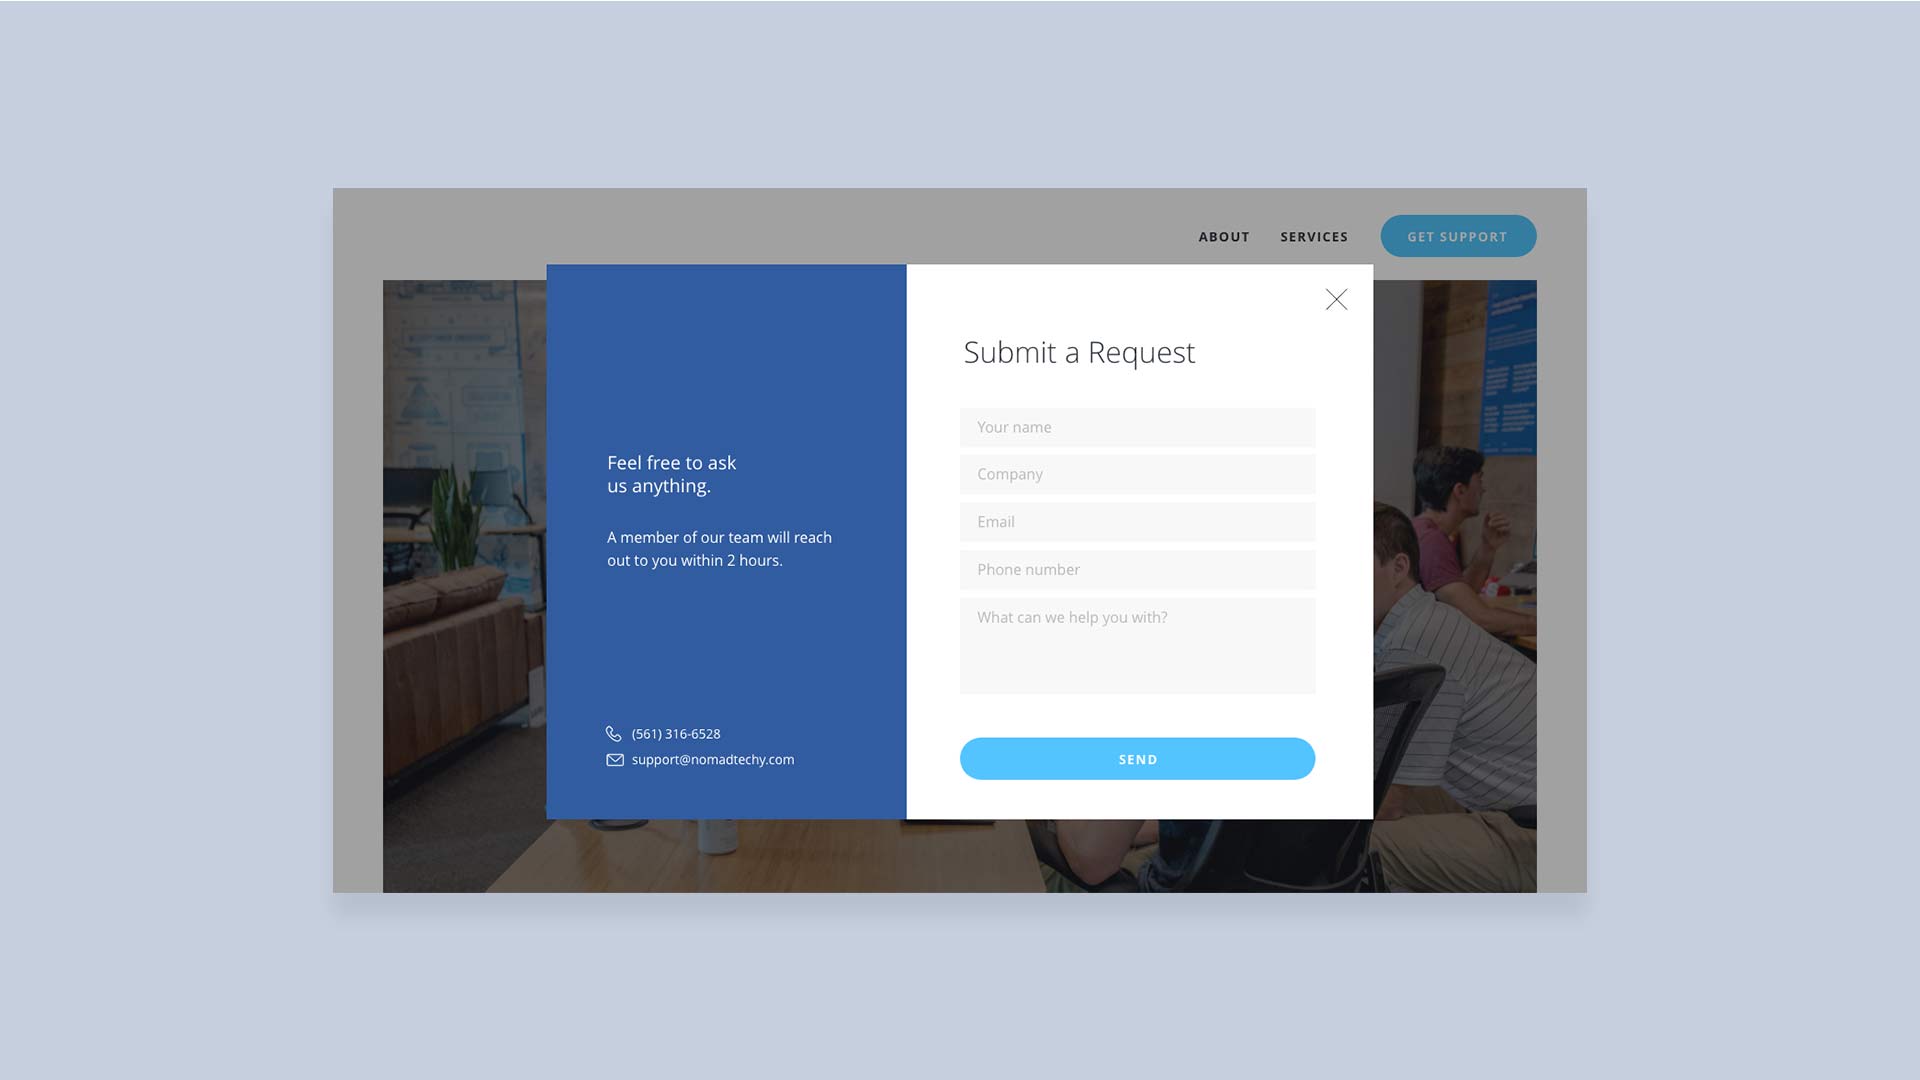 ABOUT
SERVICES
GET SUPPORT
Feel free to ask
us anything.
A member of our team will reach
out to you within 2 hours.
(561) 316-6528
support@nomadtechy.com
Submit a Request
Your name
Company
Email
Phone number
What can we help you with?
SEND